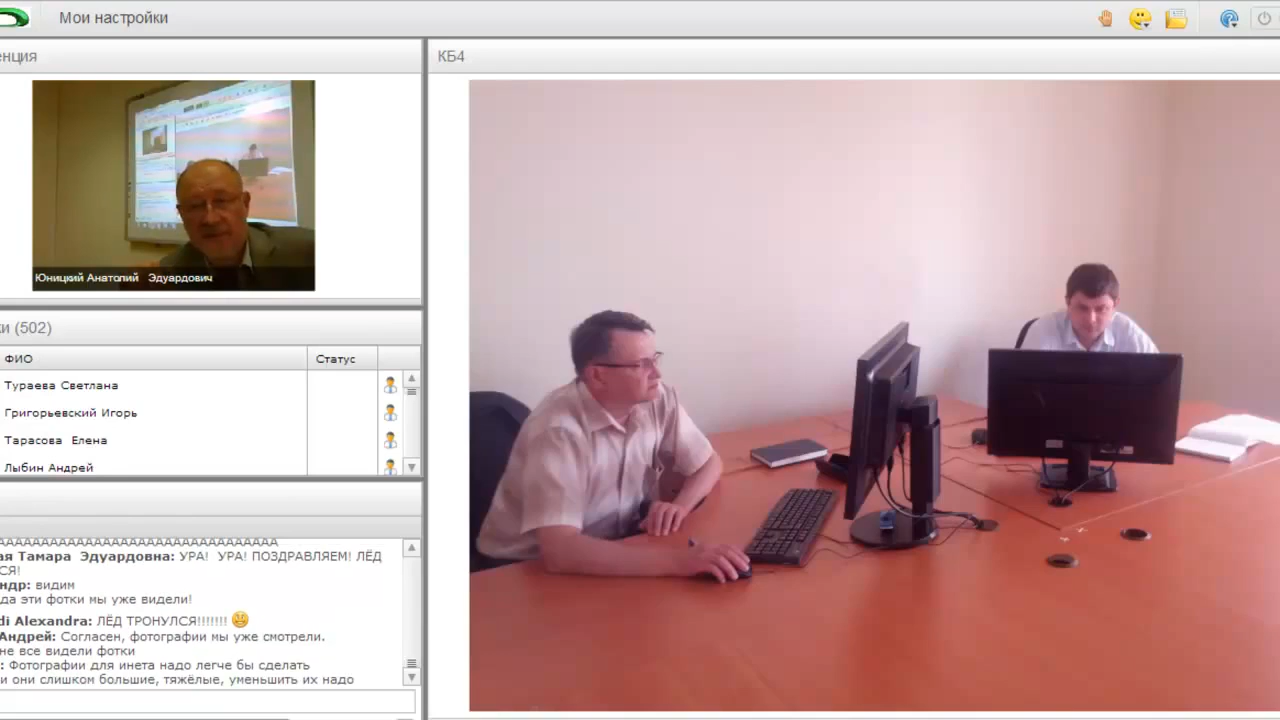 Мои настройки
енция
КБ4
Юницкий Анатолий Эдуардович
ки (502)
ФИО Статус
Тураева Светлана
Григорьевский Игорь
Тарасова Елена
Лыбин Андрей
АААААААААААААААААААААААААААААААААА
ая Тамара Эдуардовна: УРА! УРА! ПОЗДРАВЛЯЕМ! ЛЁД
СЯ!
ндр: видим
да эти фотки мы уже видели!
di Alexandra: ЛЁД ТРОНУЛСЯ!!!!!!!
Андрей: Согласен, фотографии мы уже смотрели.
не все видели фотки
: Фотографии для инета надо легче бы сделать
и они слишком большие, тяжёлые, уменьшить их надо